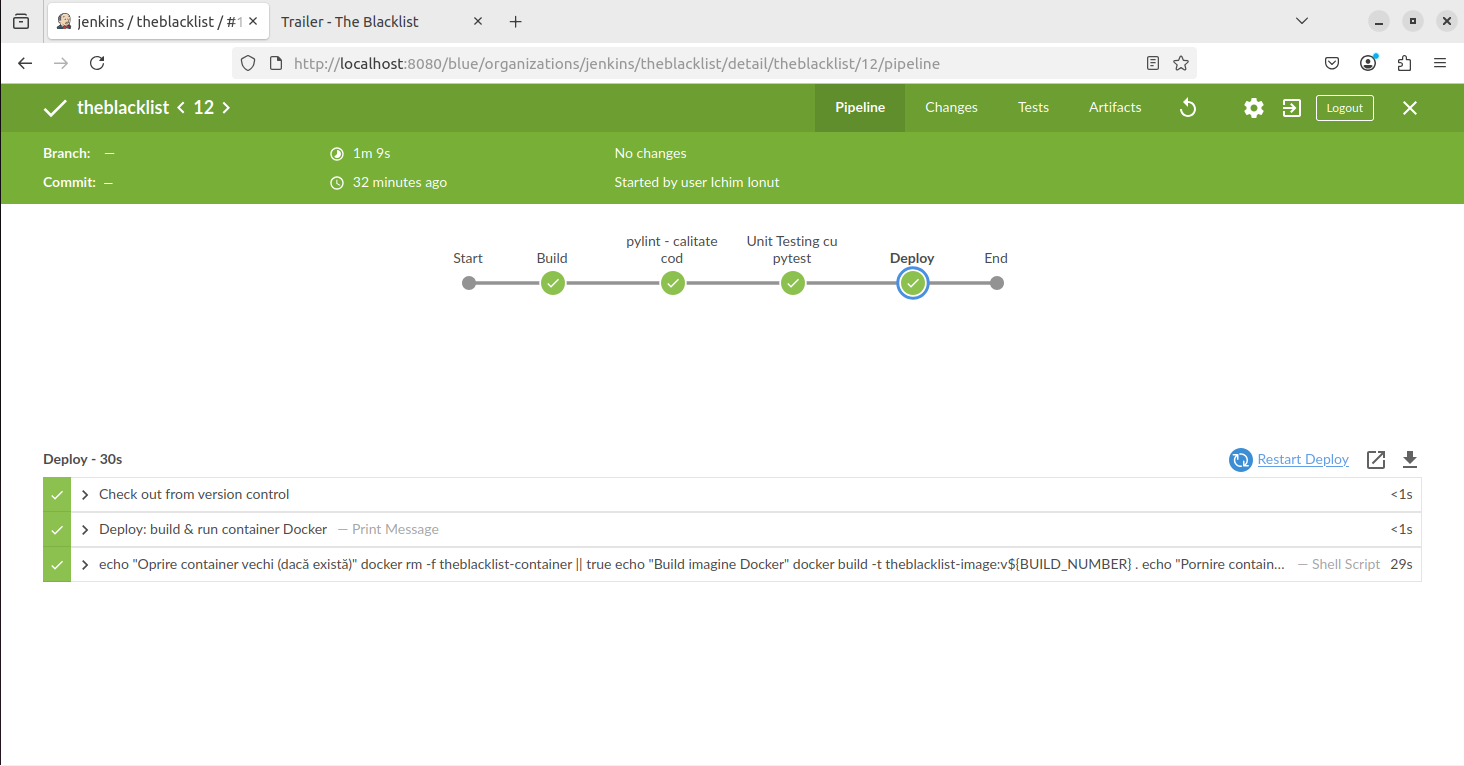 jenkins / theblacklist / #1
Trailer - The Blacklist
http://localhost:8080/blue/organizations/jenkins/theblacklist/detail/theblacklist/12/pipeline
theblacklist < 12 >
Pipeline
Changes
Tests
Artifacts
Logout
Branch: —
1m 9s
No changes
Commit: —
32 minutes ago
Started by user Ichim Ionut
Start
Build
pylint - calitate
cod
Unit Testing cu
pytest
Deploy
End
Deploy - 30s
Restart Deploy
Check out from version control
<1s
Deploy: build & run container Docker — Print Message
<1s
echo "Oprire container vechi (dacă există)" docker rm -f theblacklist-container || true echo "Build imagine Docker" docker build -t theblacklist-image:v${BUILD_NUMBER} . echo "Pornire contain... — Shell Script 29s